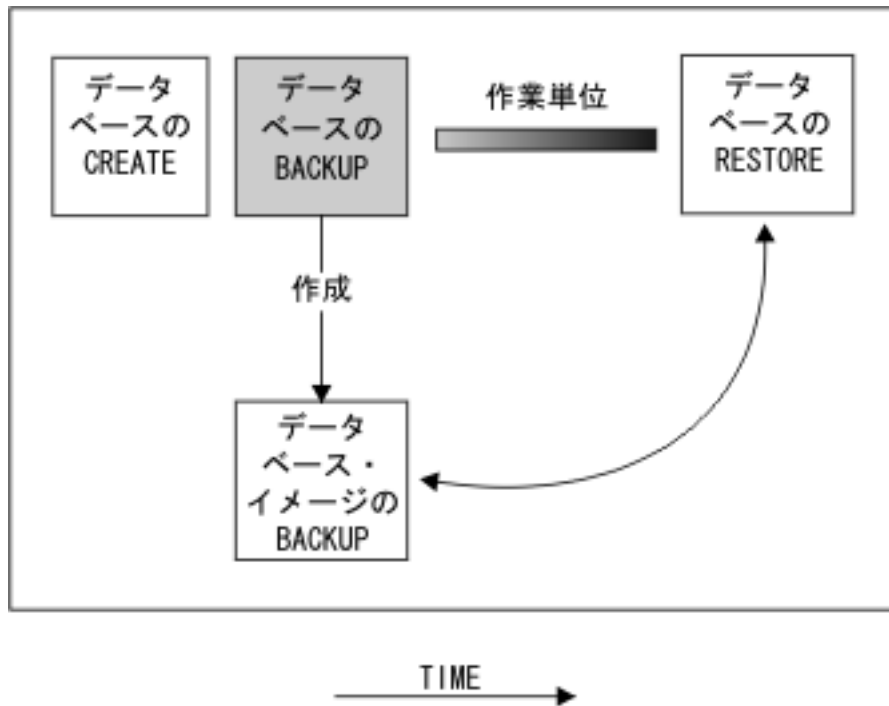 データ
ベースの
CREATE
データ
ベースの
BACKUP
作業単位
データ
ベースの
RESTORE
作成
データ
ベース・
イメージの
BACKUP
TIME